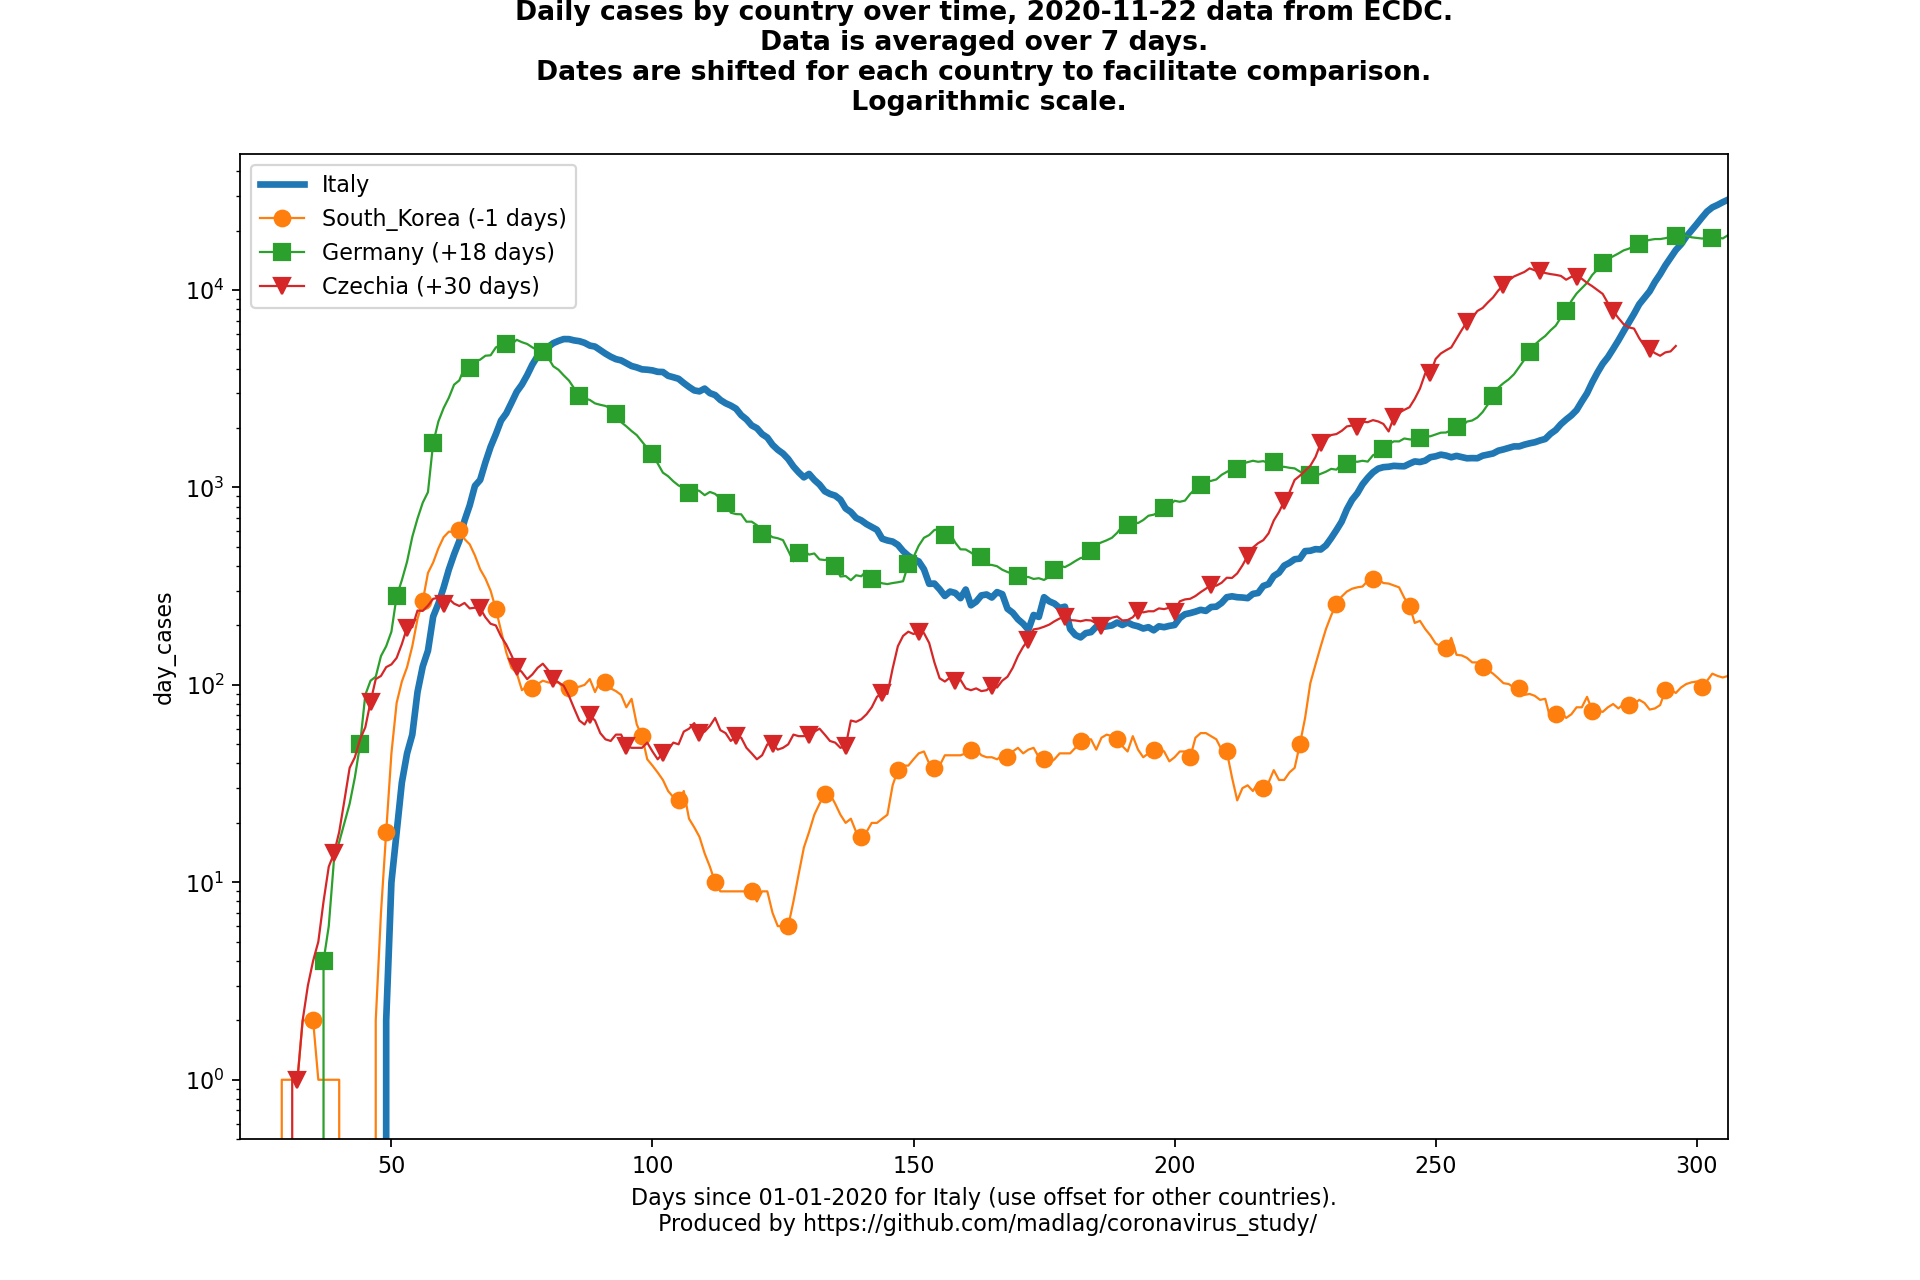 Daily cases by country over time, 2020-11-22 data from ECDC.
Data is averaged over 7 days.
Dates are shifted for each country to facilitate comparison.
Logarithmic scale.
Italy
South_Korea (-1 days)
Germany (+18 days)
Czechia (+30 days)
day_cases
10⁴
10³
10²
10¹
10⁰
50 100 150 200 250 300
Days since 01-01-2020 for Italy (use offset for other countries).
Produced by https://github.com/madlag/coronavirus_study/